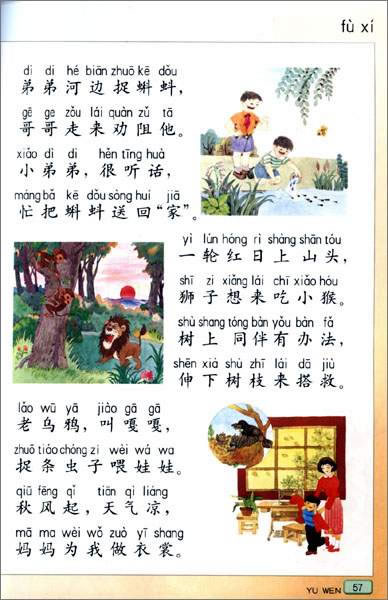 fù xí
dì di hé biān zhuō kē dǒu
弟弟河边捉蝌蚪,
gē ge zǒu lái quàn zǔ tā
哥哥走来劝阻他。
xiǎo dì di hěn tīng huà
小弟弟,很听话,
máng bǎ kē dǒu sòng huí jiā
忙把蝌蚪送回“家”。
yì lún hóng rì shàng shān tóu
一轮红日上山头,
shī zi xiǎng lái chī xiǎo hóu
狮子想来吃小猴。
shù shang tóng bàn yǒu bàn fǎ
树上同伴有办法,
shēn xià shù zhī lái dā jiù
伸下树枝来搭救。
lǎo wū yā jiào gā gā
老乌鸦,叫嘎嘎,
zhuō tiáo chóng zi wèi wá wa
捉条虫子喂娃娃。
qiū fēng qǐ tiān qì liáng
秋风起,天气凉,
mā ma wèi wǒ zuò yī shang
妈妈为我做衣裳。
YU WEN 57